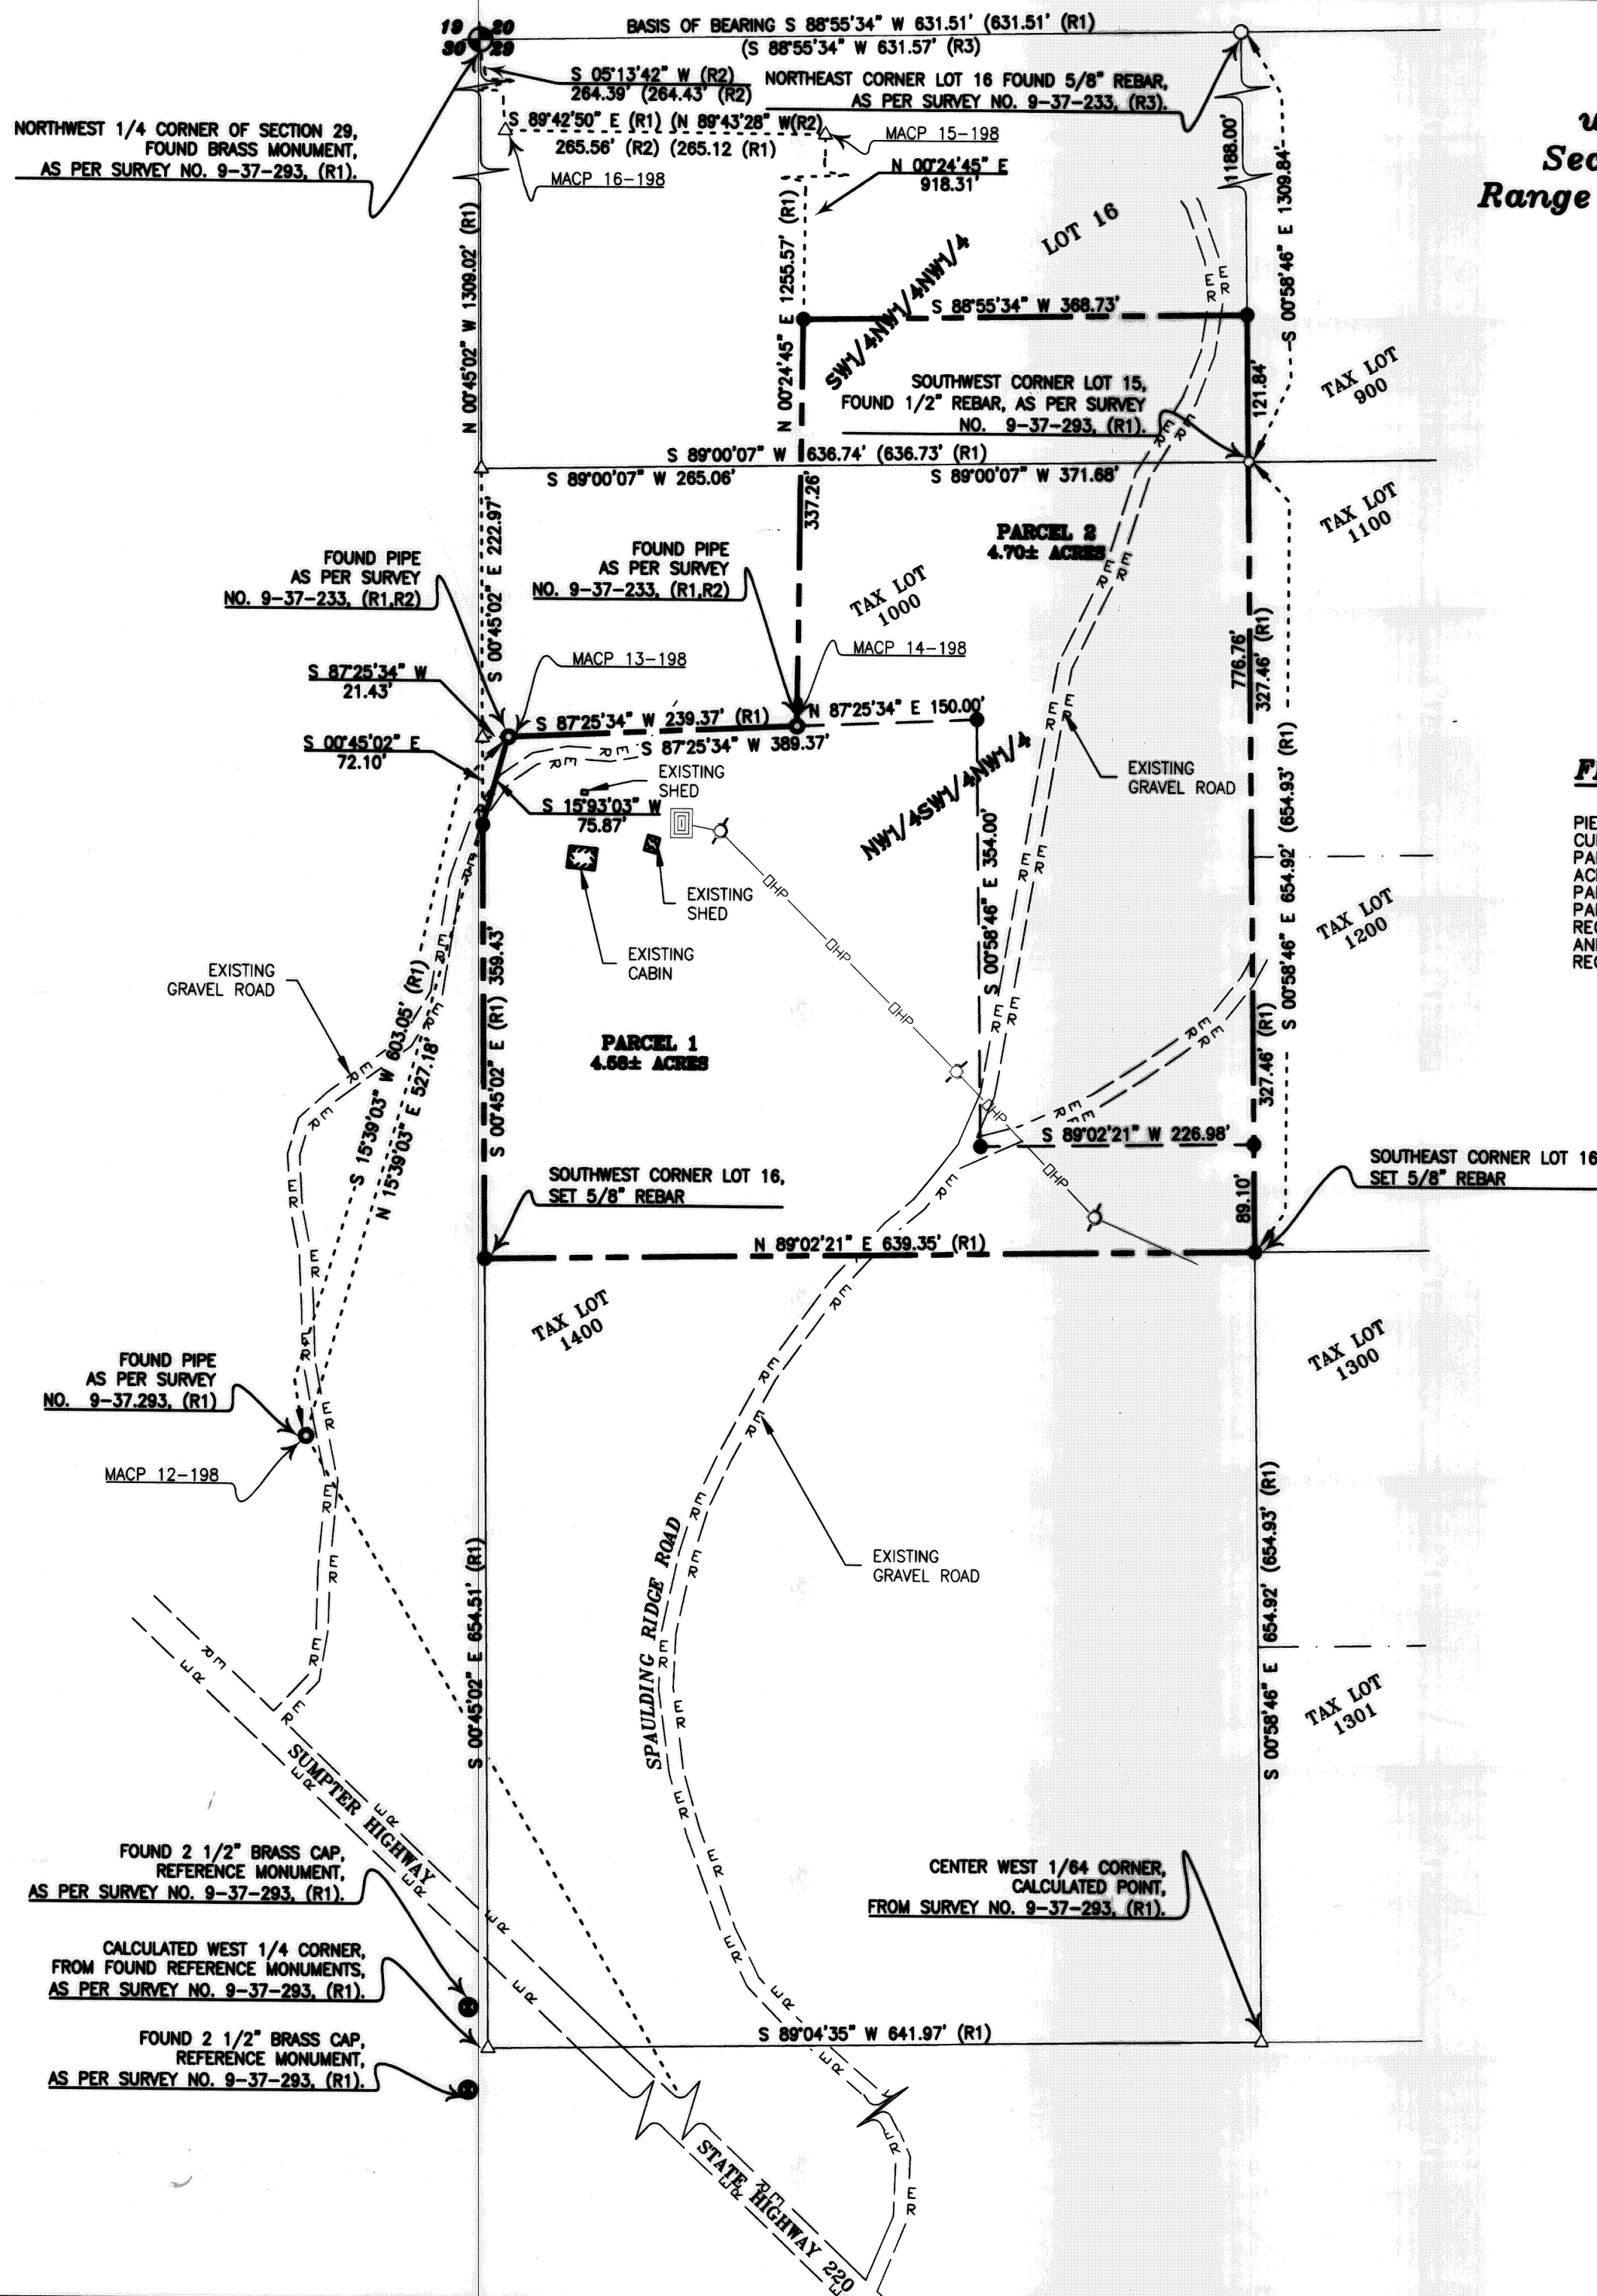 19 20
30 29
BASIS OF BEARING S 88°55'34" W 631.51' (631.51' (R1)
(S 88°55'34" W 631.57' (R3)
S 05°13'42" W (R2)
264.39' (264.43' (R2)
NORTHEAST CORNER LOT 16 FOUND 5/8" REBAR,
AS PER SURVEY NO. 9-37-233, (R3).
S 89°42'50" E (R1) (N 89°43'28" W(R2)
265.56' (R2) (265.12 (R1)
MACP 15-198
MACP 16-198
NORTHWEST 1/4 CORNER OF SECTION 29,
FOUND BRASS MONUMENT,
AS PER SURVEY NO. 9-37-293, (R1).
N 00°24'45" E
918.31'
1188.00'
S 00°58'46" E 1309.84'
Sec
Range
N 00°45'02" W 1309.02' (R1)
N 00°24'45" E 1255.57' (R1)
LOT 16
SW1/4NW1/4NW1/4
S 88°55'34" W 368.73'
121.84'
TAX LOT
900
SOUTHWEST CORNER LOT 15,
FOUND 1/2" REBAR, AS PER SURVEY
NO. 9-37-293, (R1).
S 89°00'07" W 636.74' (636.73' (R1)
S 89°00'07" W 265.06'
S 89°00'07" W 371.68'
TAX LOT
1100
S 00°45'02" E 222.97'
337.26'
PARCEL 2
4.70± ACRES
FOUND PIPE
AS PER SURVEY
NO. 9-37-233, (R1,R2)
FOUND PIPE
AS PER SURVEY
NO. 9-37-233, (R1,R2)
TAX LOT
1000
MACP 13-198
MACP 14-198
776.76'
327.46' (R1)
S 87°25'34" W
21.43'
S 87°25'34" W 239.37' (R1)
N 87°25'34" E 150.00'
S 87°25'34" W 389.37'
S 00°45'02" E
72.10'
S 15°93'03" W
75.87'
EXISTING
SHED
EXISTING
SHED
EXISTING
CABIN
NW1/4SW1/4NW1/4
EXISTING
GRAVEL ROAD
S 00°58'46" E 354.00'
S 00°58'46" E 654.92' (654.93' (R1)
TAX LOT
1200
PIE
CU
PA
AC
PA
PA
REC
AN
REC
OHP
OHP
OHP
OHP
OHP
EXISTING
GRAVEL ROAD
S 00°45'02" E (R1) 359.43'
S 15°39'03" W 603.05' (R1)
N 15°39'03" E 527.18'
PARCEL 1
4.58± ACRES
327.46' (R1)
S 89°02'21" W 226.98'
89.10'
SOUTHWEST CORNER LOT 16,
SET 5/8" REBAR
SOUTHEAST CORNER LOT 16
SET 5/8" REBAR
N 89°02'21" E 639.35' (R1)
TAX LOT
1400
TAX LOT
1300
FOUND PIPE
AS PER SURVEY
NO. 9-37.293, (R1)
MACP 12-198
S 00°45'02" E 654.51' (R1)
SPAULDING RIDGE ROAD
EXISTING
GRAVEL ROAD
S 00°58'46" E 654.92' (654.93' (R1)
TAX LOT
1301
SUMPTER HIGHWAY
FOUND 2 1/2" BRASS CAP,
REFERENCE MONUMENT,
AS PER SURVEY NO. 9-37-293, (R1).
CENTER WEST 1/64 CORNER,
CALCULATED POINT,
FROM SURVEY NO. 9-37-293, (R1).
CALCULATED WEST 1/4 CORNER,
FROM FOUND REFERENCE MONUMENTS,
AS PER SURVEY NO. 9-37-293, (R1).
S 89°04'35" W 641.97' (R1)
FOUND 2 1/2" BRASS CAP,
REFERENCE MONUMENT,
AS PER SURVEY NO. 9-37-293, (R1).
STATE HIGHWAY 220